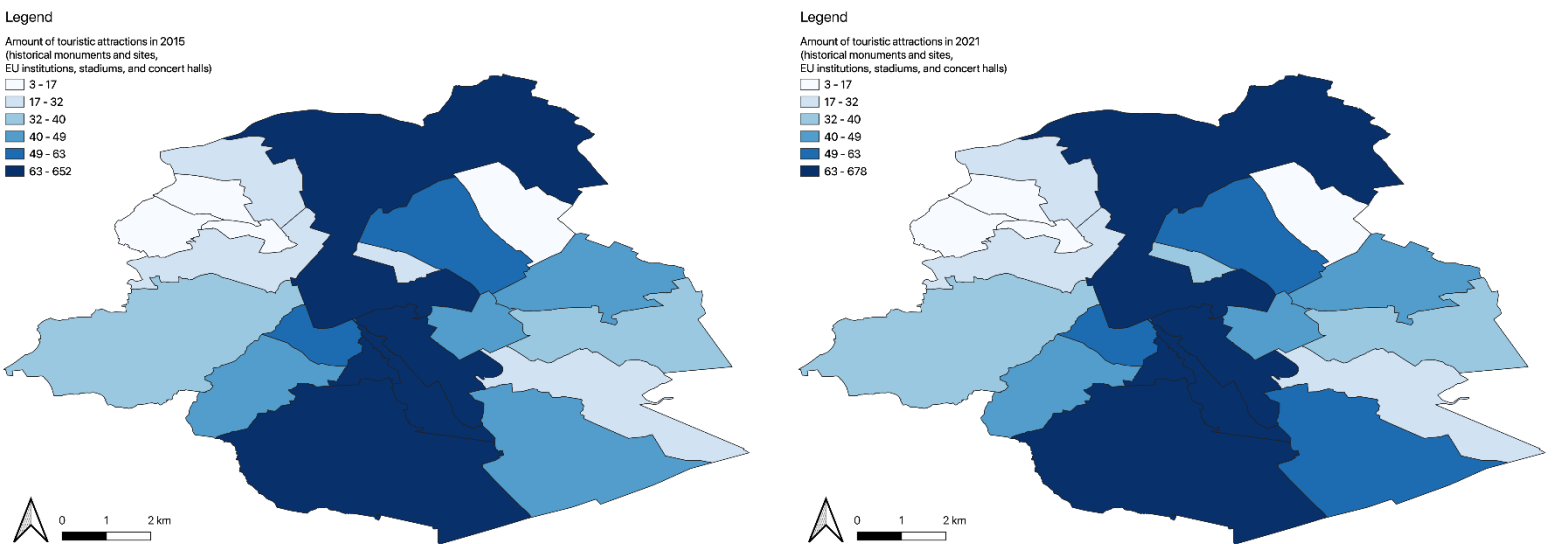 Legend
Amount of touristic attractions in 2015
(historical monuments and sites,
EU institutions, stadiums, and concert halls)
3 - 17
17 - 32
32 - 40
40 - 49
49 - 63
63 - 652
0 1 2 km
Legend
Amount of touristic attractions in 2021
(historical monuments and sites,
EU institutions, stadiums, and concert halls)
3 - 17
17 - 32
32 - 40
40 - 49
49 - 63
63 - 678
0 1 2 km